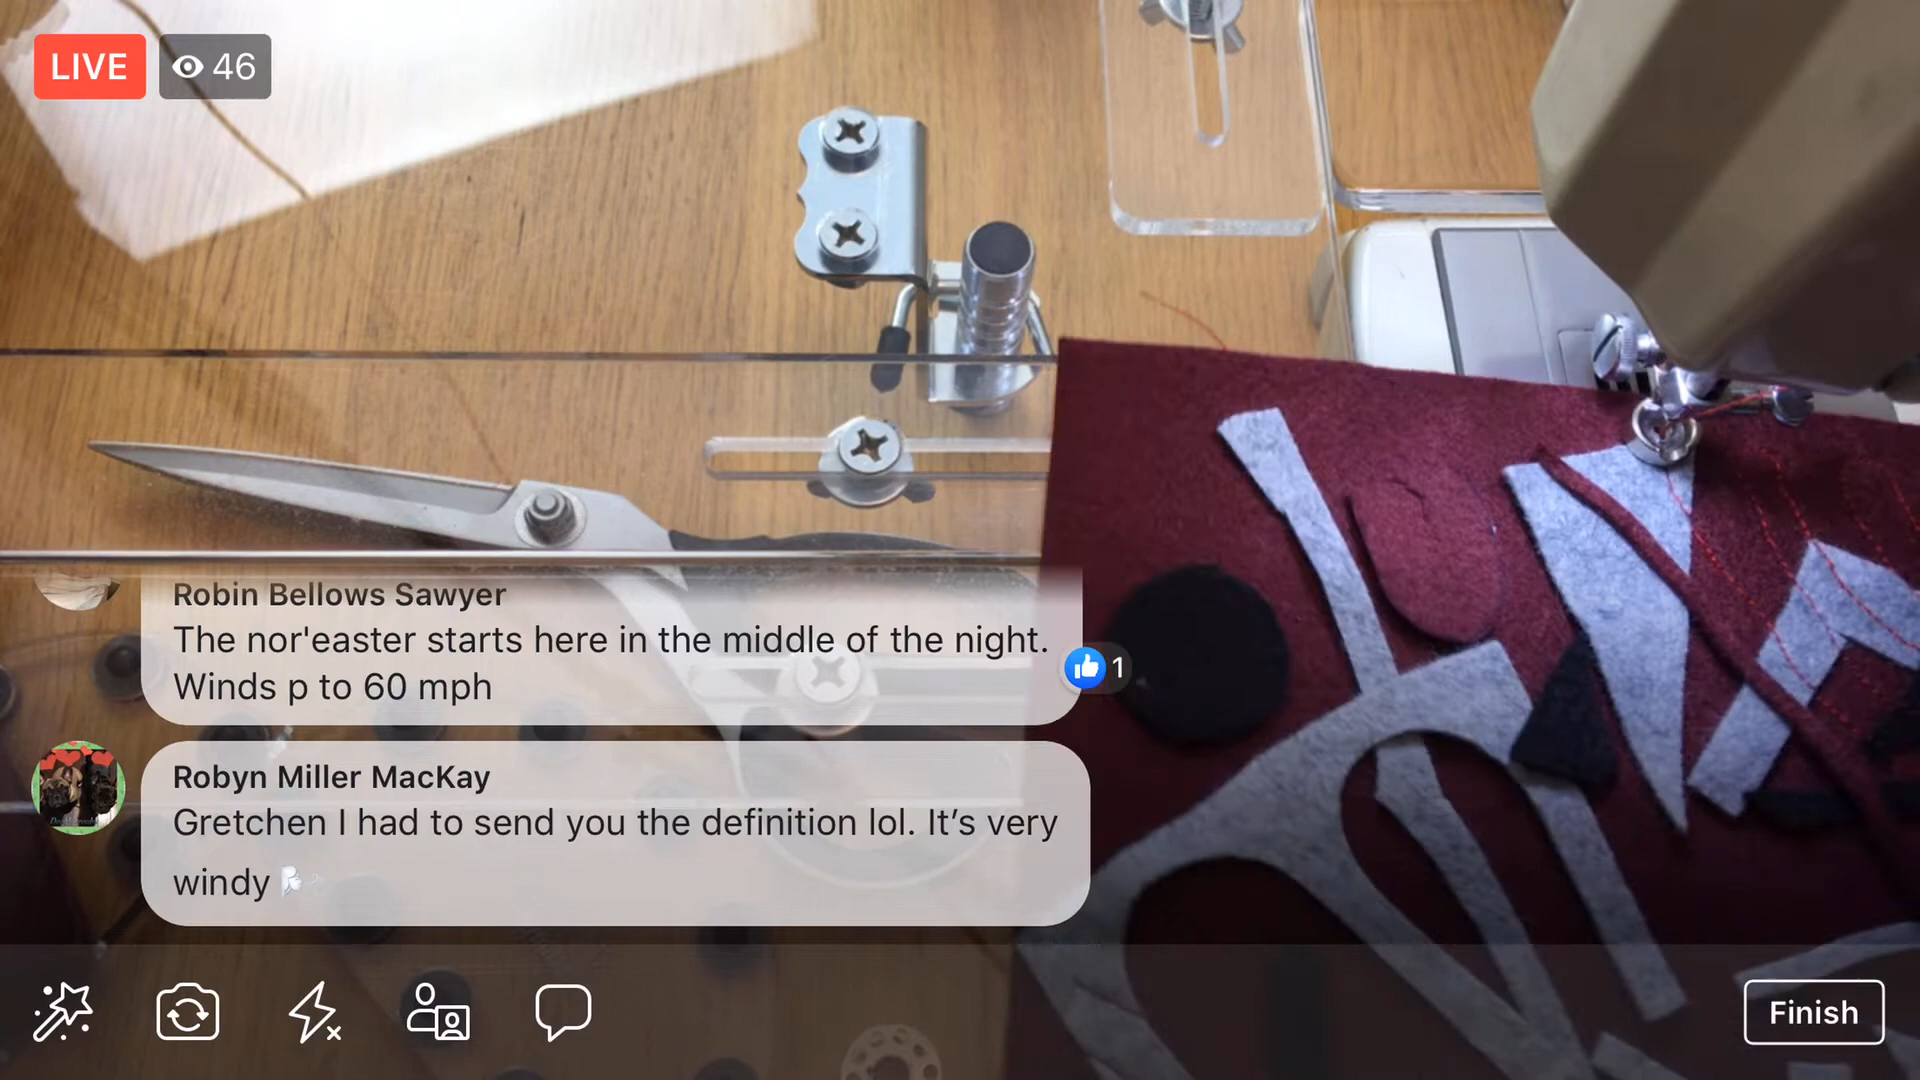 LIVE 46
Robin Bellows Sawyer
The nor'easter starts here in the middle of the night.
Winds p to 60 mph
1
Robyn Miller MacKay
Gretchen I had to send you the definition lol. It’s very
windy 🌬
Finish